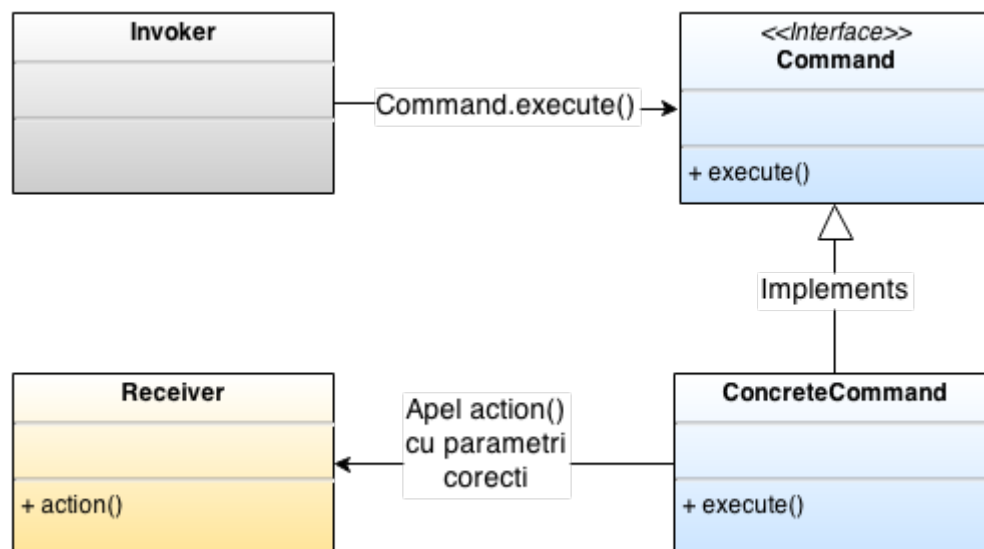 Invoker
<<Interface>>
Command
Command.execute()
+ execute()
Implements
Receiver
ConcreteCommand
Apel action()
cu parametri
corecti
+ action()
+ execute()